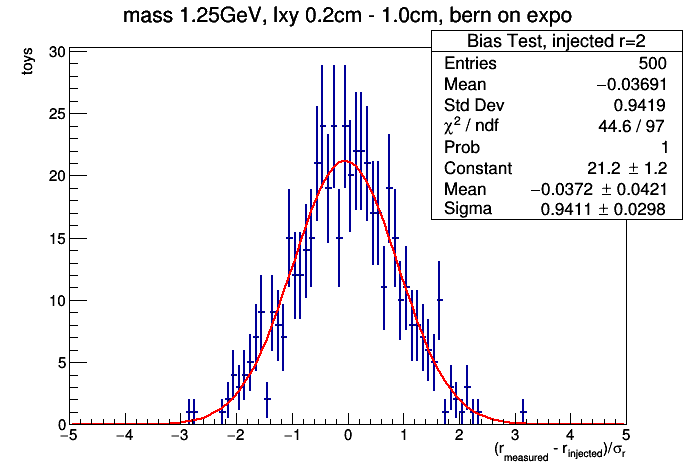 mass 1.25GeV, lxy 0.2cm - 1.0cm, bern on expo
toys
Bias Test, injected r=2
Entries 500
Mean −0.03691
Std Dev 0.9419
χ² / ndf 44.6 / 97
Prob 1
Constant 21.2 ± 1.2
Mean −0.0372 ± 0.0421
Sigma 0.9411 ± 0.0298
30
25
20
15
10
5
0
−5 −4 −3 −2 −1 0 1 2 3 4 5
(r_measured - r_injected)/σ_r